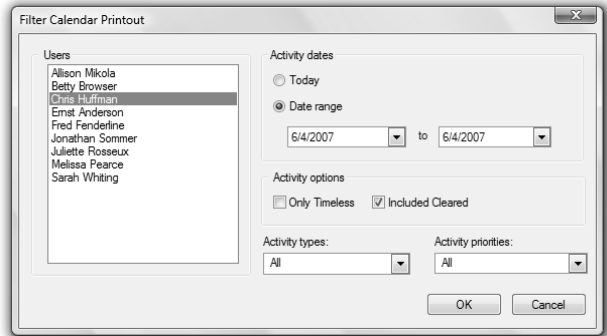 Filter Calendar Printout
Users
Allison Mikola
Betty Browser
Chris Huffman
Ernst Anderson
Fred Fenderline
Jonathan Sommer
Juliette Rosseux
Melissa Pearce
Sarah Whiting
Activity dates
Today
Date range
6/4/2007 to 6/4/2007
Activity options
Only Timeless Included Cleared
Activity types: Activity priorities:
All All
OK Cancel